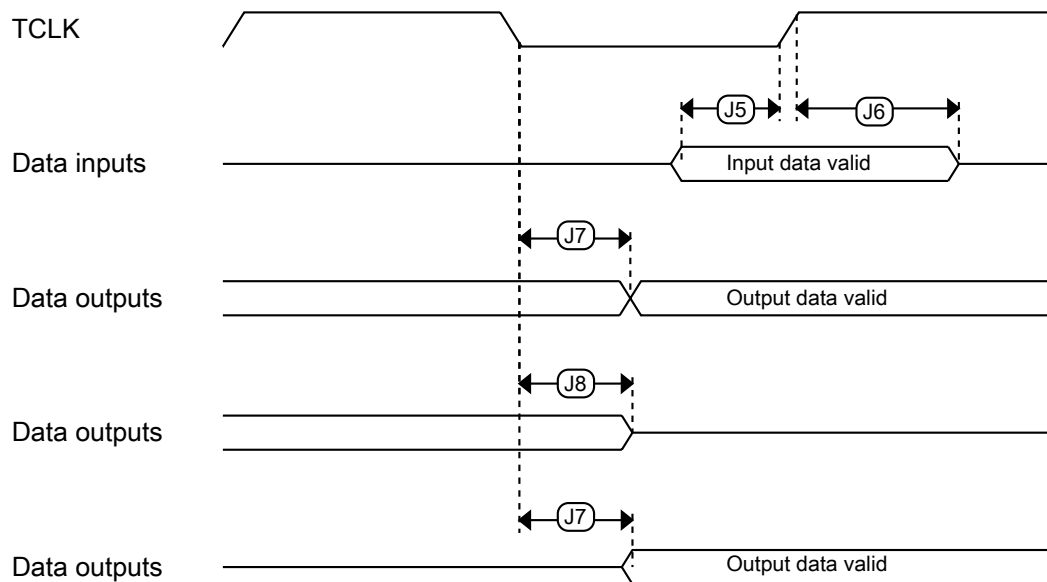 TCLK
J5
J6
Data inputs
Input data valid
J7
Data outputs
Output data valid
J8
Data outputs
J7
Data outputs
Output data valid